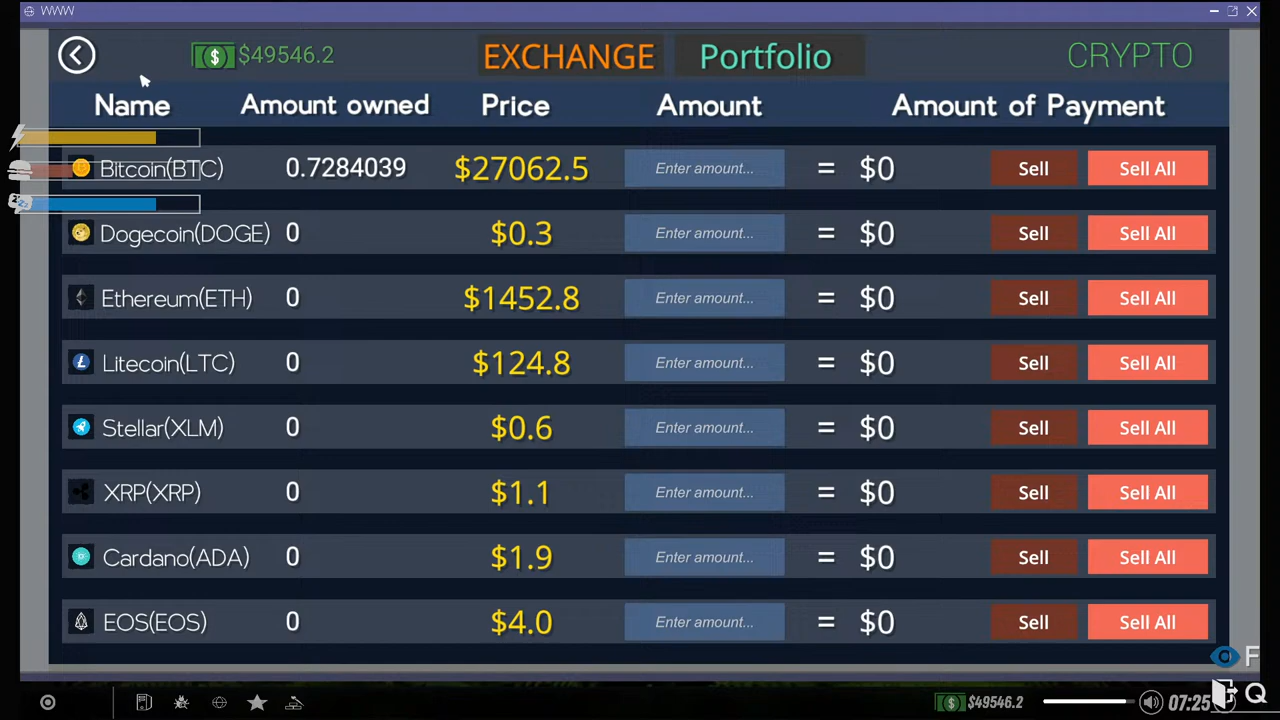 WWW
$49546.2 EXCHANGE Portfolio CRYPTO
Name Amount owned Price Amount Amount of Payment
Bitcoin(BTC) 0.7284039 $27062.5 Enter amount... = $0 Sell Sell All
Dogecoin(DOGE) 0 $0.3 Enter amount... = $0 Sell Sell All
Ethereum(ETH) 0 $1452.8 Enter amount... = $0 Sell Sell All
Litecoin(LTC) 0 $124.8 Enter amount... = $0 Sell Sell All
Stellar(XLM) 0 $0.6 Enter amount... = $0 Sell Sell All
XRP(XRP) 0 $1.1 Enter amount... = $0 Sell Sell All
Cardano(ADA) 0 $1.9 Enter amount... = $0 Sell Sell All
EOS(EOS) 0 $4.0 Enter amount... = $0 Sell Sell All
F
$49546.2 07:25 Q